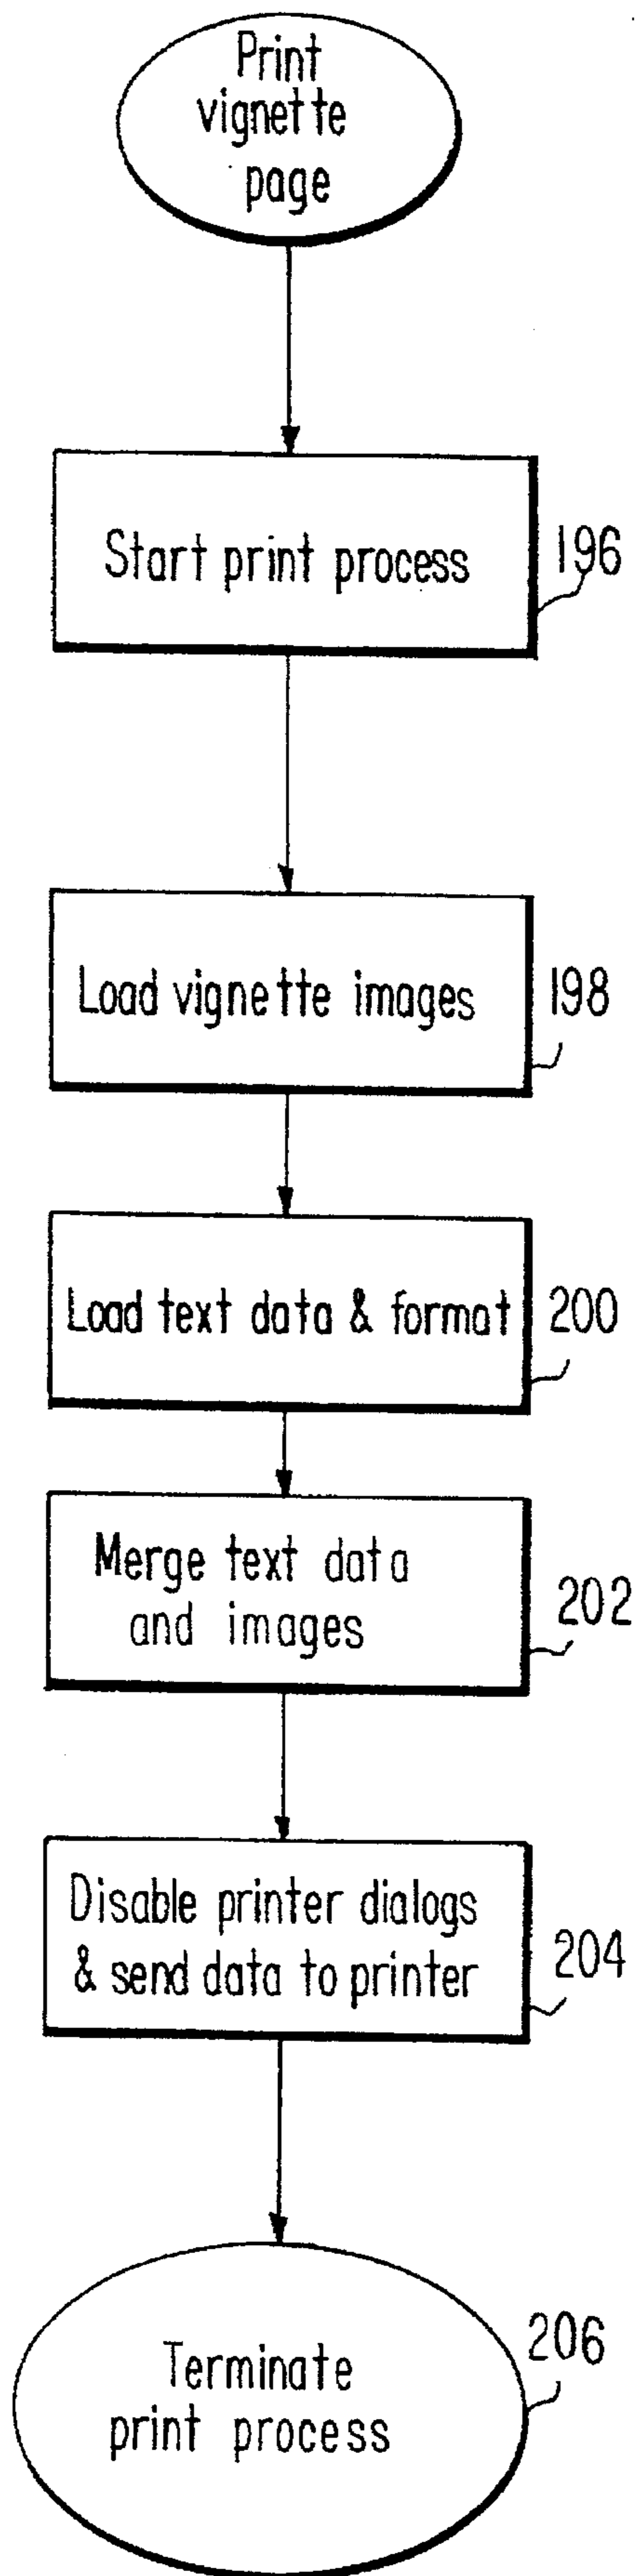 Print
vignette
page
Start print process
196
Load vignette images
198
Load text data & format
200
Merge text data
and images
202
Disable printer dialogs
& send data to printer
204
Terminate
print process
206